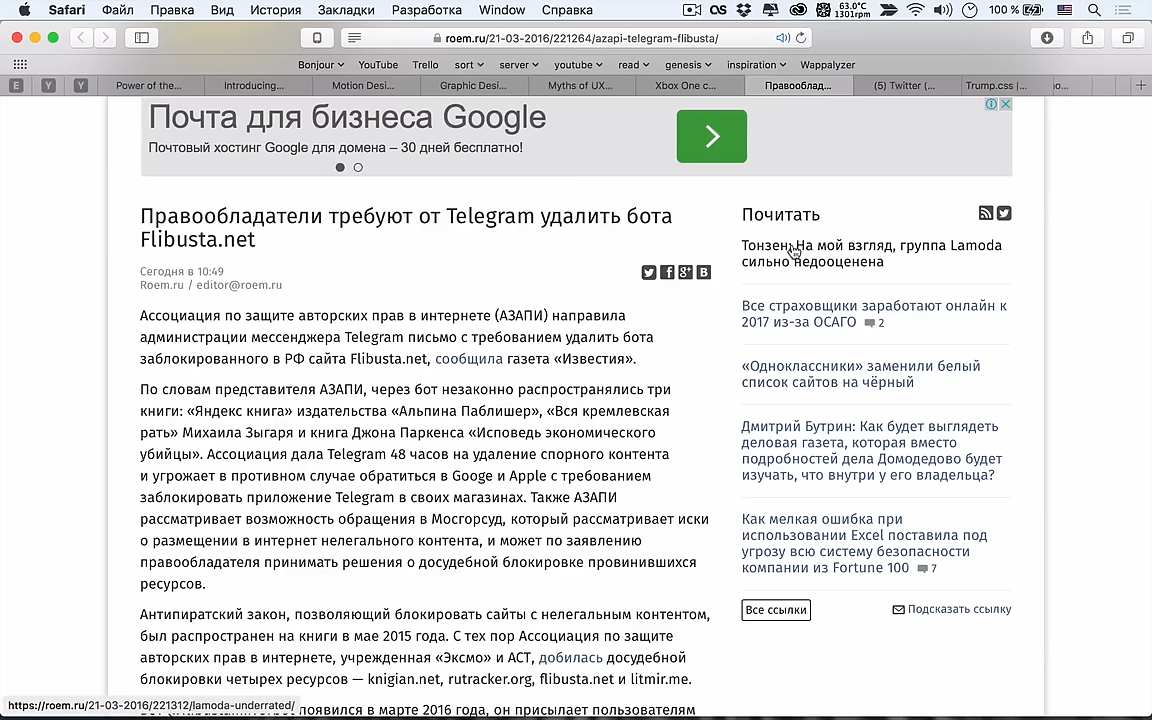 Safari Файл Правка Вид История Закладки Разработка Window Справка
63.0°C
1301rpm
100 %
roem.ru/21-03-2016/221264/azapi-telegram-flibusta/
Bonjour YouTube Trello sort server youtube read genesis inspiration Wappalyzer
E Y Y Power of the... Introducing... Motion Desi... Graphic Desi... Myths of UX... Xbox One c... Правооблад... (5) Twitter (... Trump.css |...
Почта для бизнеса Google
Почтовый хостинг Google для домена – 30 дней бесплатно!
Правообладатели требуют от Telegram удалить бота
Flibusta.net
Сегодня в 10:49
Roem.ru / editor@roem.ru
Ассоциация по защите авторских прав в интернете (АЗАПИ) направила
администрации мессенджера Telegram письмо с требованием удалить бота
заблокированного в РФ сайта Flibusta.net, сообщила газета «Известия».
По словам представителя АЗАПИ, через бот незаконно распространялись три
книги: «Яндекс книга» издательства «Альпина Паблишер», «Вся кремлевская
рать» Михаила Зыгаря и книга Джона Паркенса «Исповедь экономического
убийцы». Ассоциация дала Telegram 48 часов на удаление спорного контента
и угрожает в противном случае обратиться в Googe и Apple с требованием
заблокировать приложение Telegram в своих магазинах. Также АЗАПИ
рассматривает возможность обращения в Мосгорсуд, который рассматривает иски
о размещении в интернет нелегального контента, и может по заявлению
правообладателя принимать решения о досудебной блокировке провинившихся
ресурсов.
Антипиратский закон, позволяющий блокировать сайты с нелегальным контентом,
был распространен на книги в мае 2015 года. С тех пор Ассоциация по защите
авторских прав в интернете, учрежденная «Эксмо» и АСТ, добилась досудебной
блокировки четырех ресурсов — knigian.net, rutracker.org, flibusta.net и litmir.me.
появился в марте 2016 года, он присылает пользователям
Почитать
Тонзен: На мой взгляд, группа Lamoda
сильно недооценена
Все страховщики заработают онлайн к
2017 из-за ОСАГО 2
«Одноклассники» заменили белый
список сайтов на чёрный
Дмитрий Бутрин: Как будет выглядеть
деловая газета, которая вместо
подробностей дела Домодедово будет
изучать, что внутри у его владельца?
Как мелкая ошибка при
использовании Excel поставила под
угрозу всю систему безопасности
компании из Fortune 100 7
Все ссылки Подсказать ссылку
https://roem.ru/21-03-2016/221312/lamoda-underrated/